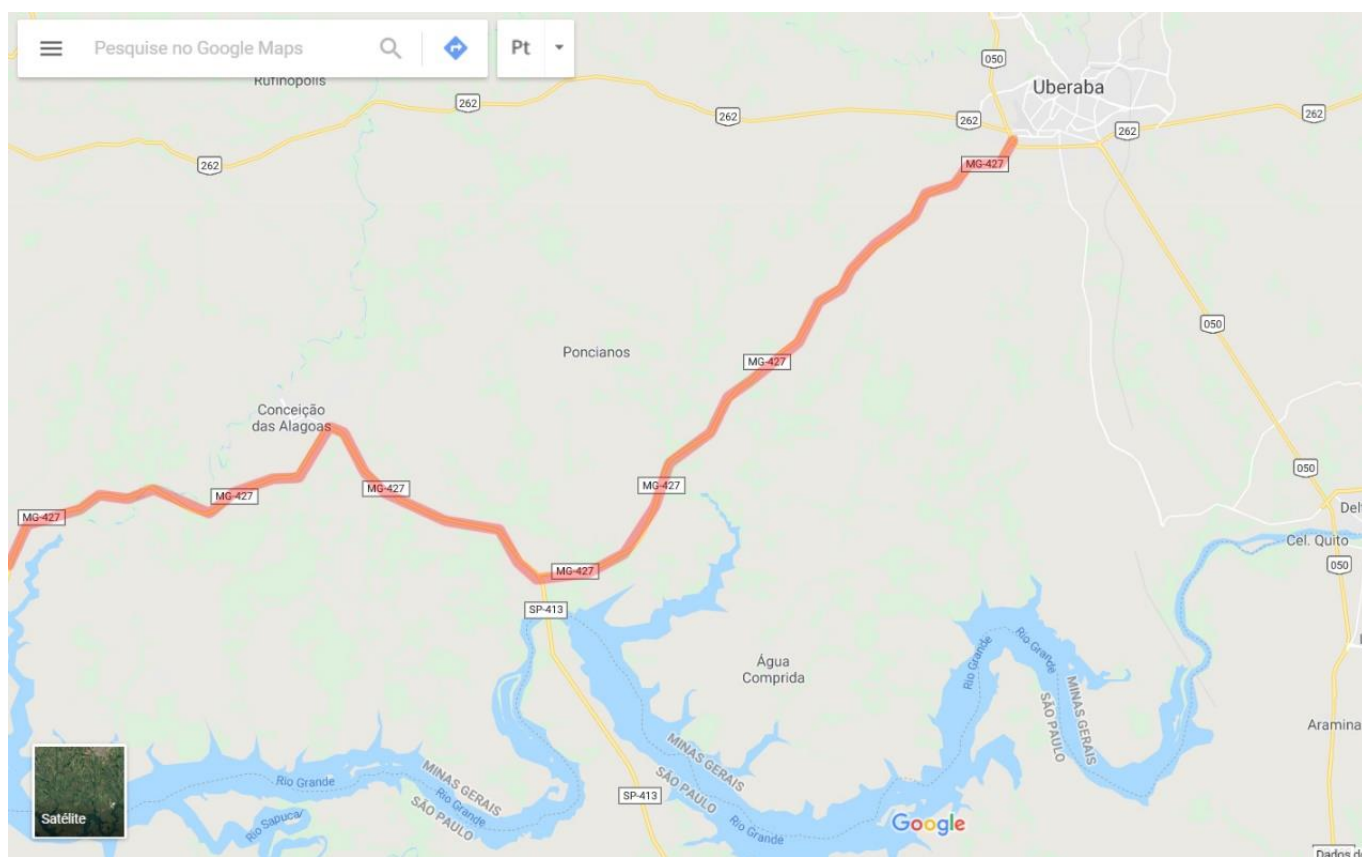 Pesquise no Google Maps
Pt
Rufinópolis
050
Uberaba
262
262
262
262
262
262
MG-427
050
Poncianos
MG-427
Conceição
das Alagoas
050
MG-427
MG-427
MG-427
MG-427
Cel. Quito
050
MG-427
SP-413
Rio Grande
Rio Grande
MINAS GERAIS
SÃO PAULO
Água
Comprida
Aramina
MINAS GERAIS
SÃO PAULO
Rio Grande
MINAS GERAIS
SÃO PAULO
Rio Grande
SP-413
Rio Sapucaí
Satélite
Google
Rio Grande